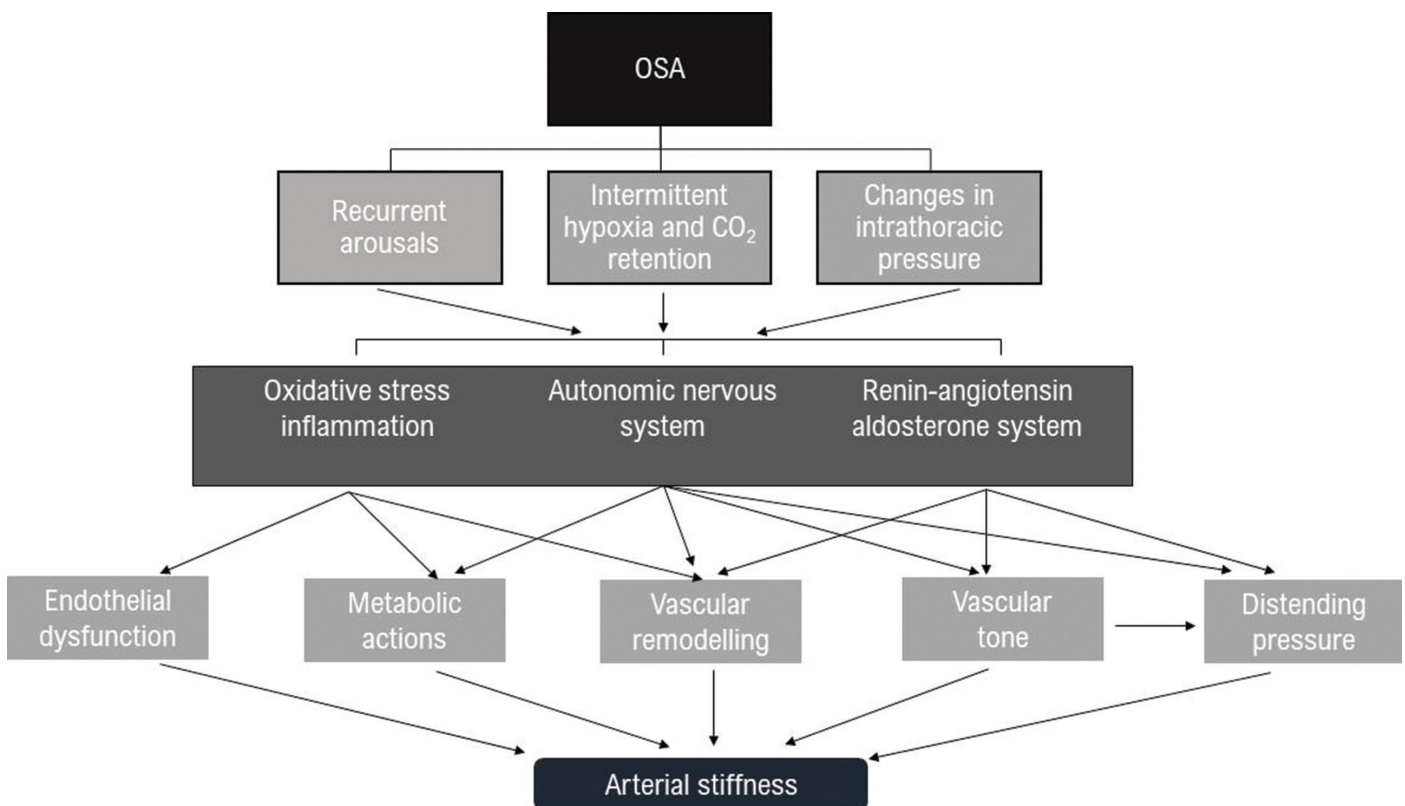 OSA
Recurrent
arousals
Intermittent
hypoxia and CO₂
retention
Changes in
intrathoracic
pressure
Oxidative stress
inflammation
Autonomic nervous
system
Renin-angiotensin
aldosterone system
Endothelial
dysfunction
Metabolic
actions
Vascular
remodelling
Vascular
tone
Distending
pressure
Arterial stiffness